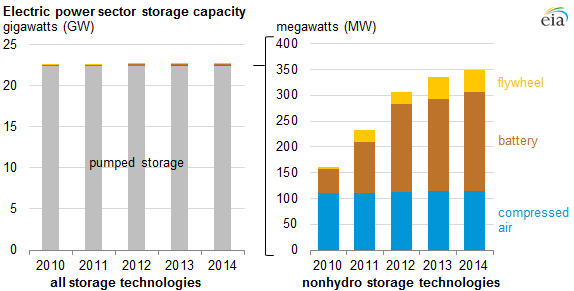 Electric power sector storage capacity
gigawatts (GW)
megawatts (MW)
eia
25
20
15
10
5
0
pumped storage
2010 2011 2012 2013 2014
all storage technologies
400
350
300
250
200
150
100
50
0
flywheel
battery
compressed
air
2010 2011 2012 2013 2014
nonhydro storage technologies